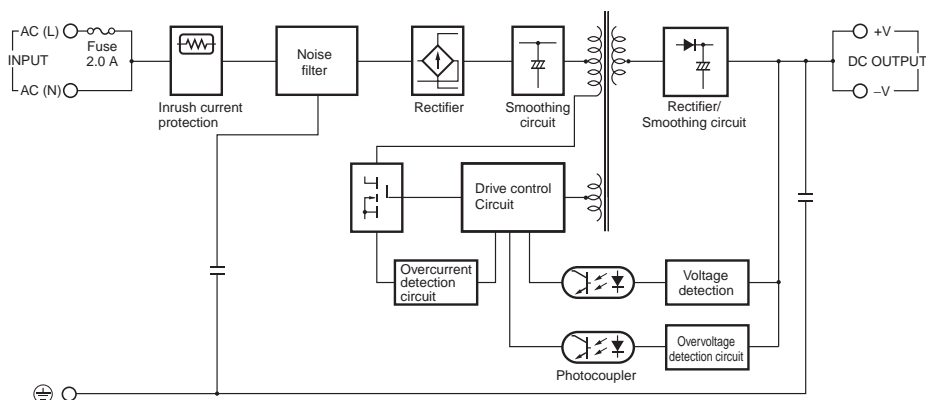 AC (L)
Fuse
2.0 A
INPUT
AC (N)
Inrush current
protection
Noise
filter
Rectifier
Smoothing
circuit
Rectifier/
Smoothing circuit
+V
DC OUTPUT
–V
Drive control
Circuit
Overcurrent
detection
circuit
Voltage
detection
Overvoltage
detection circuit
Photocoupler